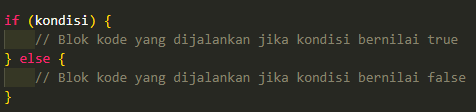 if (kondisi) {
    // Blok kode yang dijalankan jika kondisi bernilai true
} else {
    // Blok kode yang dijalankan jika kondisi bernilai false
}